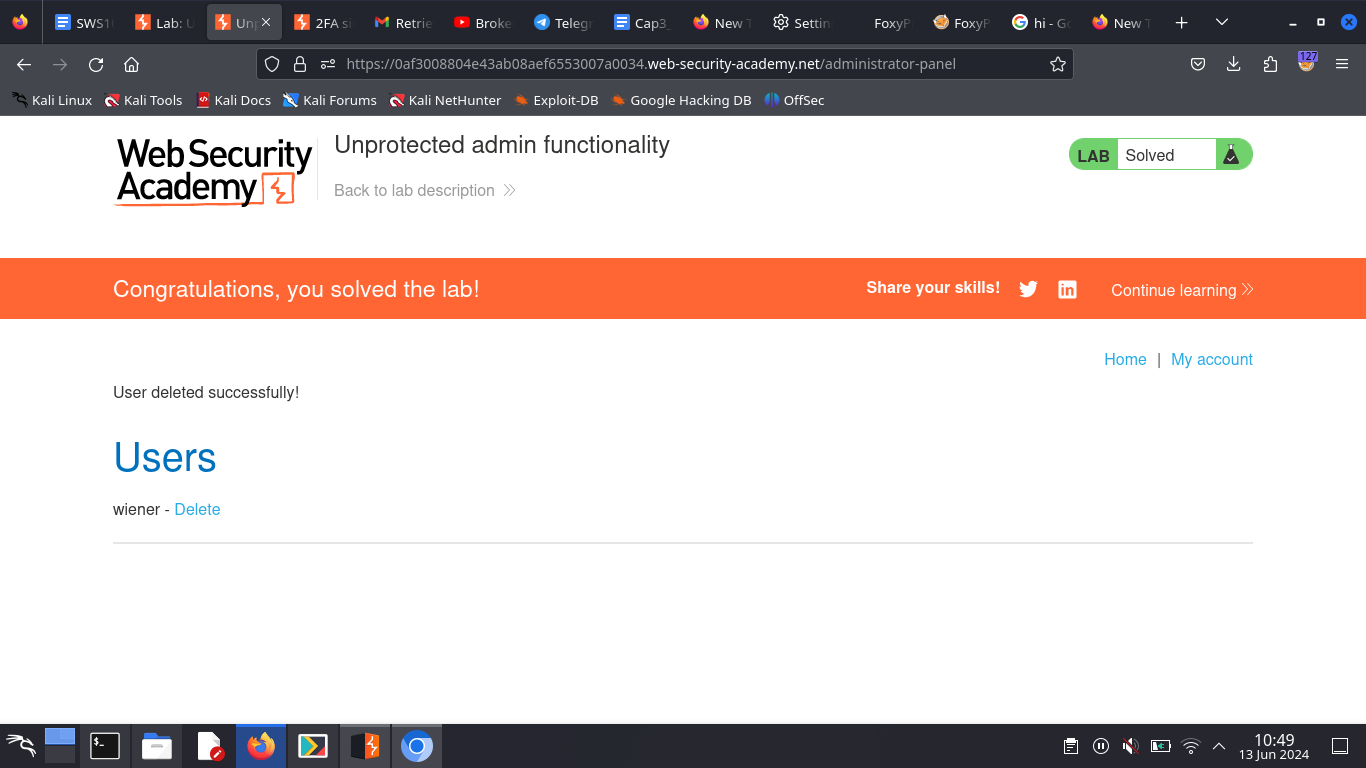 SWS1
Lab: U
Unp
2FA si
Retrie
Broke
Telegr
Cap3_
New T
Settin
FoxyP
FoxyP
hi - Go
New T
https://0af3008804e43ab08aef6553007a0034.web-security-academy.net/administrator-panel
127
Kali Linux
Kali Tools
Kali Docs
Kali Forums
Kali NetHunter
Exploit-DB
Google Hacking DB
OffSec
Web Security
Academy
Unprotected admin functionality
Back to lab description
LAB Solved
Congratulations, you solved the lab!
Share your skills!
Continue learning
Home | My account
User deleted successfully!
Users
wiener - Delete
10:49
13 Jun 2024